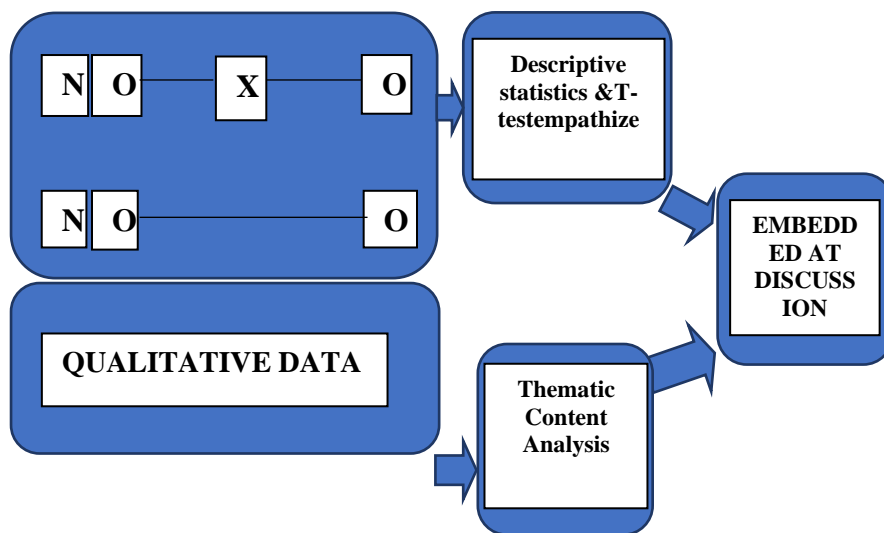 N O X O
Descriptive
statistics &T-
testempathize
N O O
EMBEDD
ED AT
DISCUSS
ION
QUALITATIVE DATA
Thematic
Content
Analysis